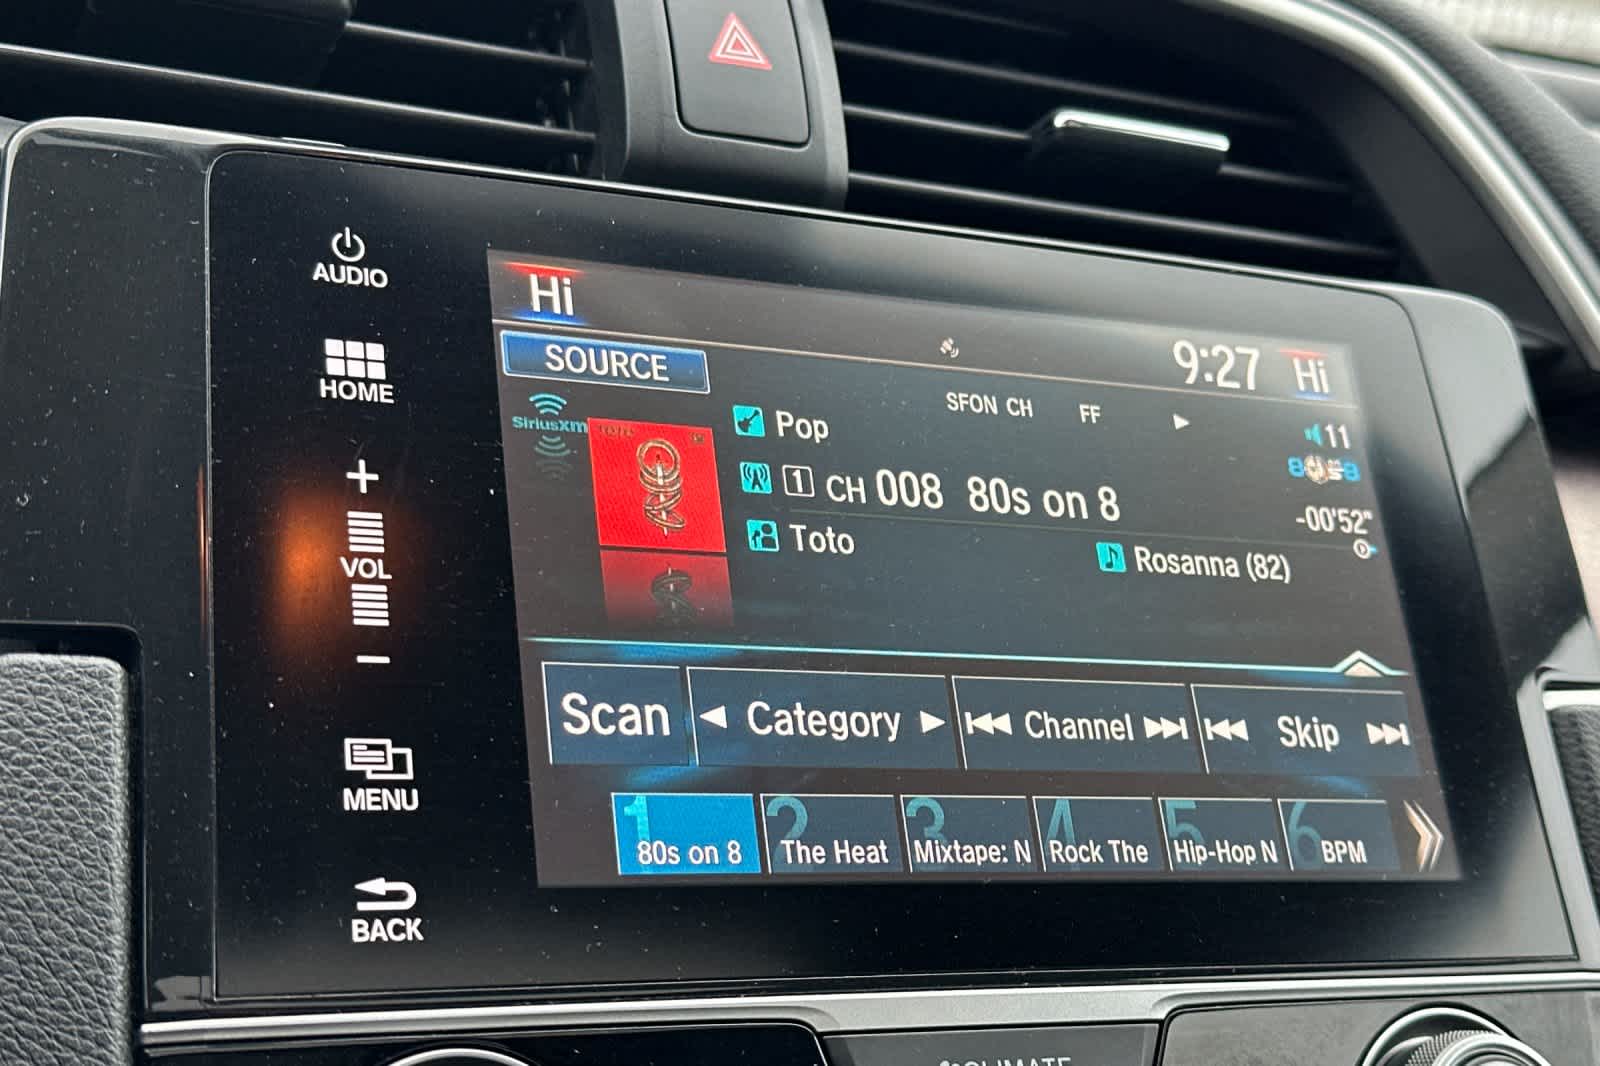 AUDIO
HOME
+
VOL
−
MENU
BACK
Hi
9:27 Hi
SOURCE
SFON CH FF
SiriusXM
TOTO
Pop
11
1 CH 008 80s on 8
-00'52"
Toto
Rosanna (82)
Scan
Category
Channel
Skip
1 80s on 8
2 The Heat
3 Mixtape: N
4 Rock The
5 Hip-Hop N
6 BPM
CLIMATE